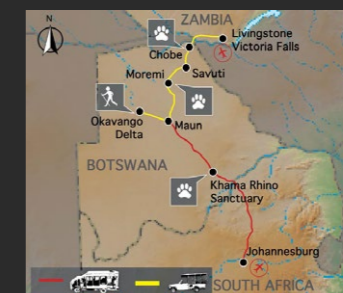 N
ZAMBIA
Livingstone
Victoria Falls
Chobe
Savuti
Moremi
Okavango
Delta
Maun
BOTSWANA
Khama Rhino
Sanctuary
Johannesburg
SOUTH AFRICA